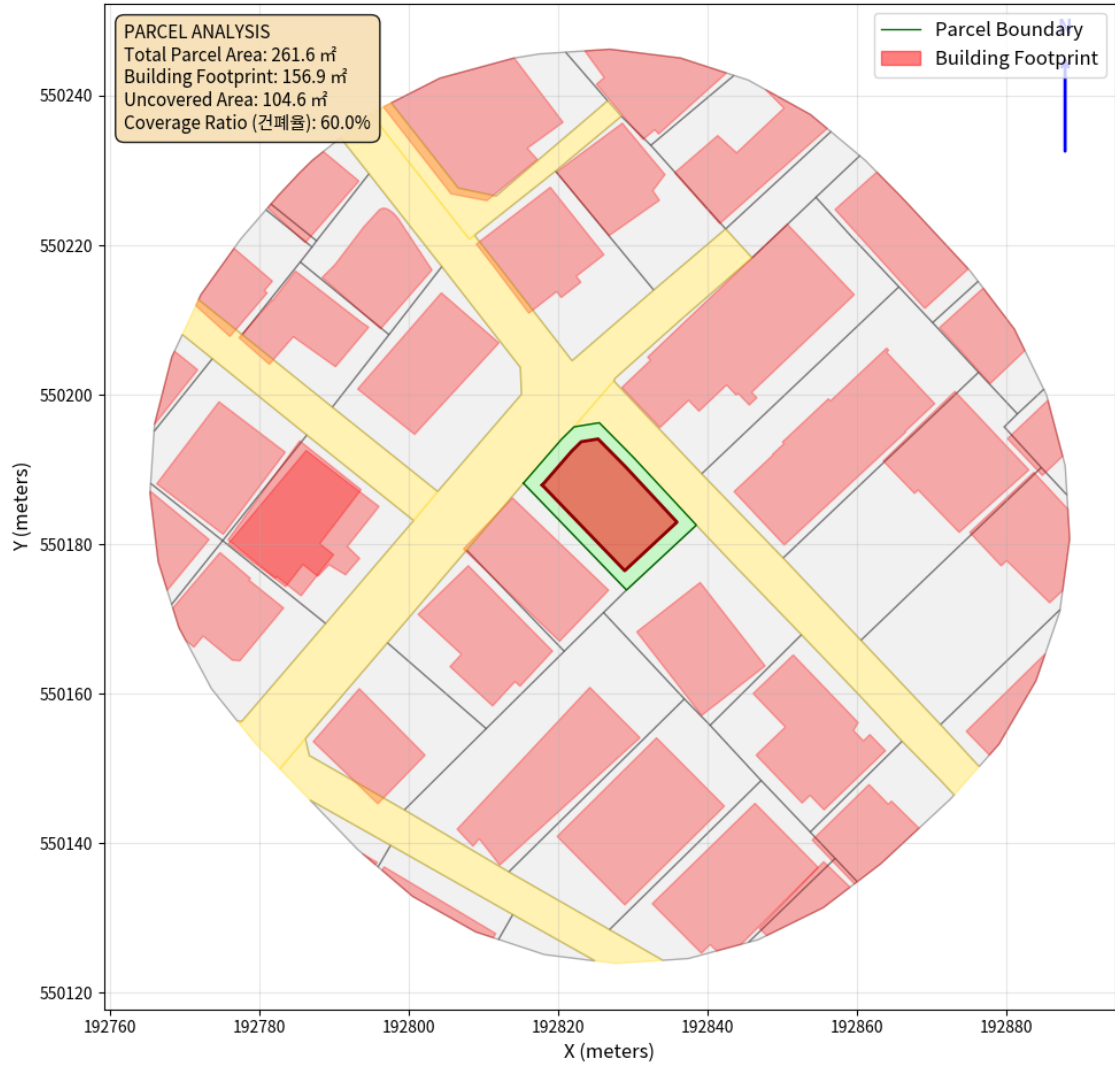 PARCEL ANALYSIS
Total Parcel Area: 261.6 ㎡
Building Footprint: 156.9 ㎡
Uncovered Area: 104.6 ㎡
Coverage Ratio (건폐율): 60.0%
N
Parcel Boundary
Building Footprint
550240
550220
550200
550180
550160
550140
550120
Y (meters)
192760
192780
192800
192820
192840
192860
192880
X (meters)